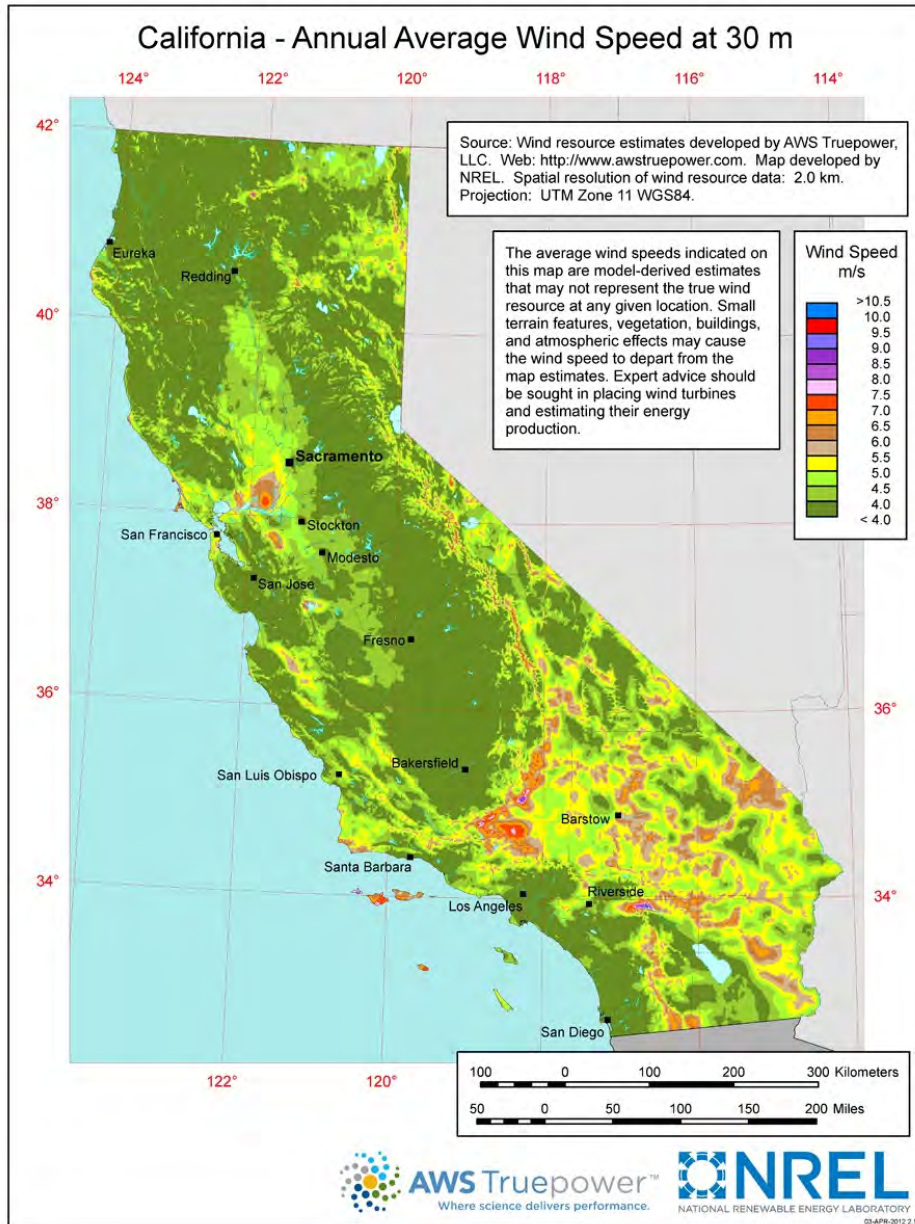 California - Annual Average Wind Speed at 30 m
124°
122°
120°
118°
116°
114°
42°
40°
38°
36°
34°
36°
34°
122°
120°
Source: Wind resource estimates developed by AWS Truepower,
LLC. Web: http://www.awstruepower.com. Map developed by
NREL. Spatial resolution of wind resource data: 2.0 km.
Projection: UTM Zone 11 WGS84.
The average wind speeds indicated on
this map are model-derived estimates
that may not represent the true wind
resource at any given location. Small
terrain features, vegetation, buildings,
and atmospheric effects may cause
the wind speed to depart from the
map estimates. Expert advice should
be sought in placing wind turbines
and estimating their energy
production.
Wind Speed
m/s
>10.5
10.0
9.5
9.0
8.5
8.0
7.5
7.0
6.5
6.0
5.5
5.0
4.5
4.0
< 4.0
Eureka
Redding
Sacramento
Stockton
San Francisco
Modesto
San Jose
Fresno
Bakersfield
San Luis Obispo
Barstow
Santa Barbara
Riverside
Los Angeles
San Diego
100 0 100 200 300 Kilometers
50 0 50 100 150 200 Miles
AWS Truepower™
Where science delivers performance.
NREL
NATIONAL RENEWABLE ENERGY LABORATORY